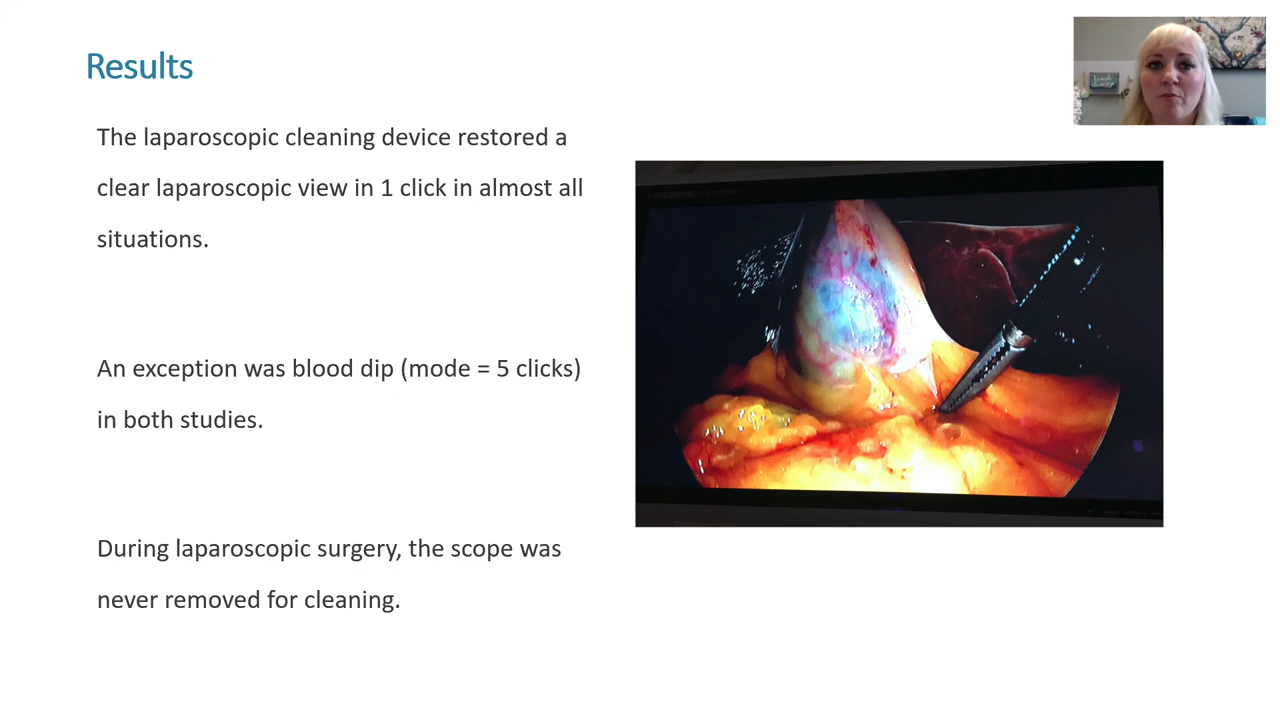 Results
The laparoscopic cleaning device restored a
clear laparoscopic view in 1 click in almost all
situations.
An exception was blood dip (mode = 5 clicks)
in both studies.
During laparoscopic surgery, the scope was
never removed for cleaning.